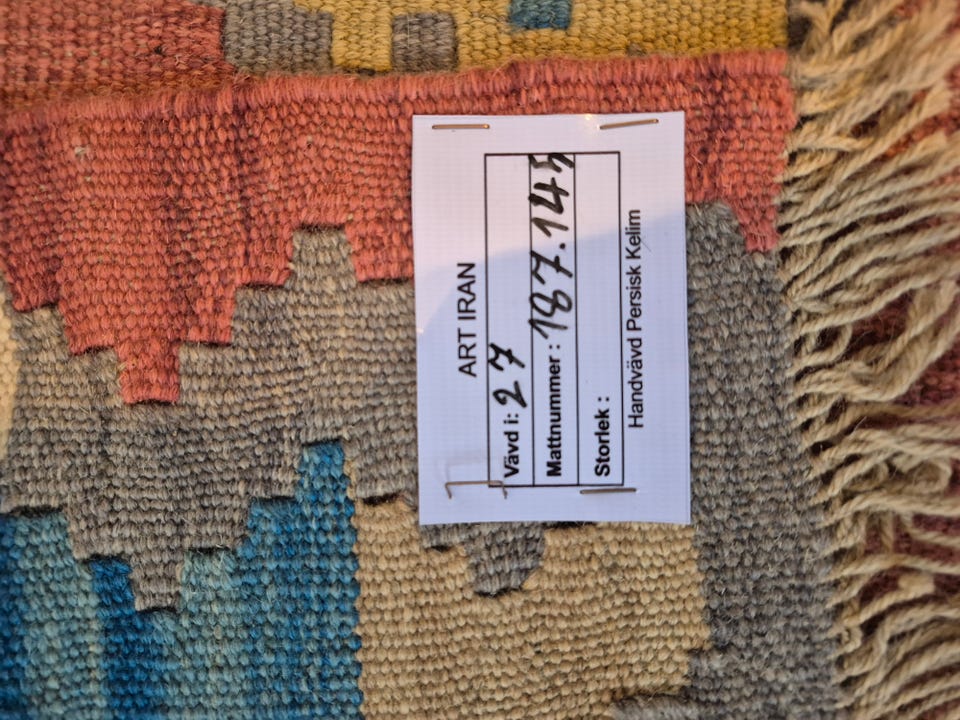 ART IRAN
Vävd i: 27
Mattnummer : 187.145
Storlek :
Handvävd Persisk Kelim